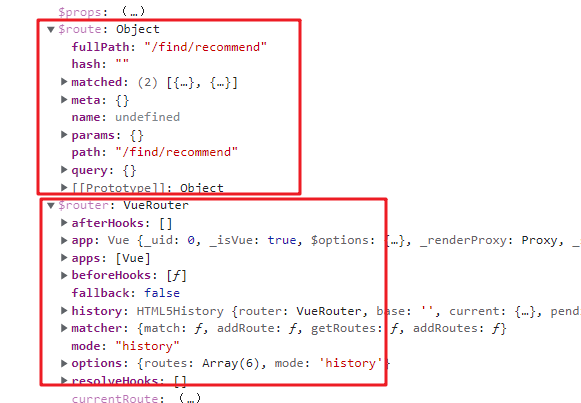 $props: (...)
▼$route: Object
fullPath: "/find/recommend"
hash: ""
▶matched: (2) [{…}, {…}]
▶meta: {}
name: undefined
▶params: {}
path: "/find/recommend"
▶query: {}
▶[[Prototype]]: Object
▼$router: VueRouter
▶afterHooks: []
▶app: Vue {_uid: 0, _isVue: true, $options: {…}, _renderProxy: Proxy, _
▶apps: [Vue]
▶beforeHooks: [ƒ]
fallback: false
▶history: HTML5History {router: VueRouter, base: '', current: {…}, pend
▶matcher: {match: ƒ, addRoute: ƒ, getRoutes: ƒ, addRoutes: ƒ}
mode: "history"
▶options: {routes: Array(6), mode: 'history'}
▶resolveHooks: []
currentRoute: (...)